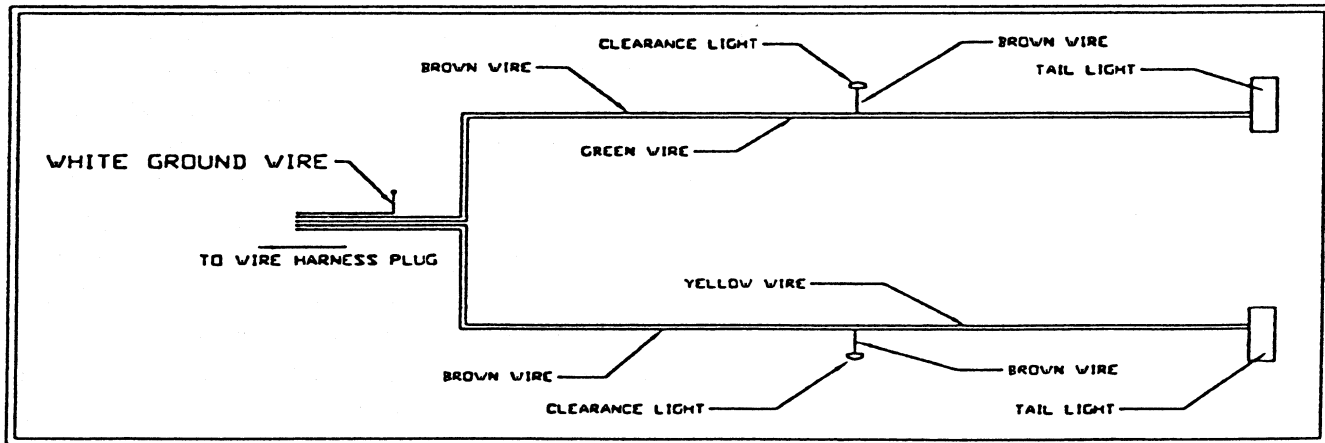 CLEARANCE LIGHT
BROWN WIRE
BROWN WIRE
TAIL LIGHT
GREEN WIRE
WHITE GROUND WIRE
TO WIRE HARNESS PLUG
YELLOW WIRE
BROWN WIRE
BROWN WIRE
CLEARANCE LIGHT
TAIL LIGHT